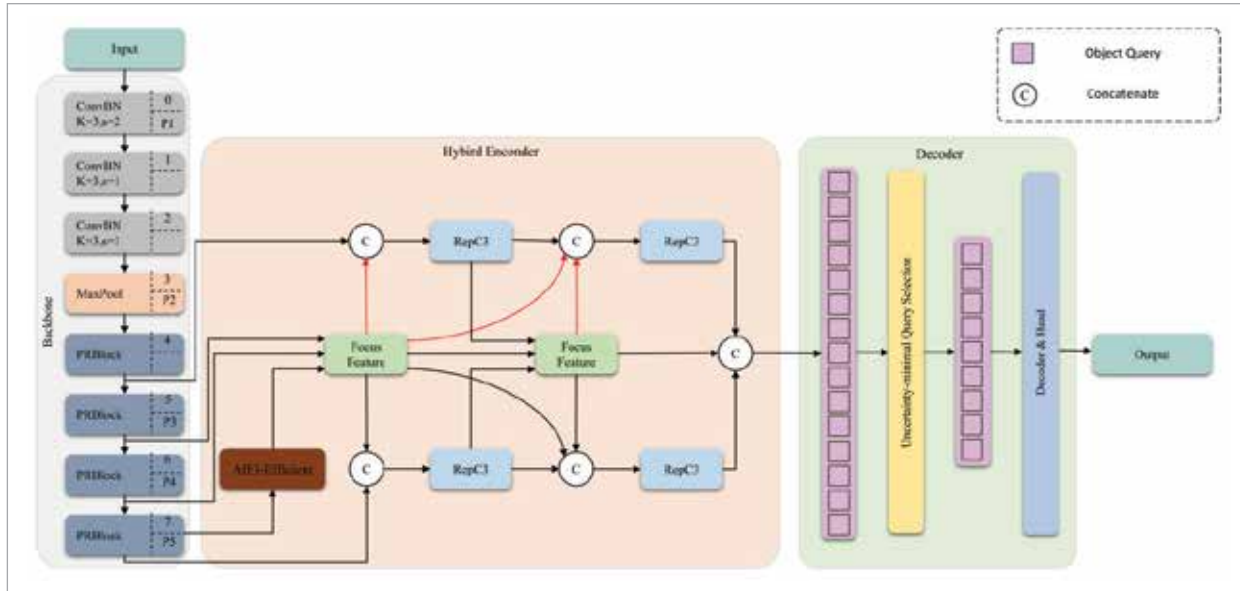 Input
Backbone
ConvBN
K=3,s=2
0
P1
ConvBN
K=3,s=1
1
ConvBN
K=3,s=1
2
MaxPool
3
P2
PRBlock
4
PRBlock
5
P3
PRBlock
6
P4
PRBlock
7
P5
Hybird Enconder
C
RepC3
C
RepC3
Focus
Feature
Focus
Feature
C
AIFI-Efficient
C
RepC3
C
RepC3
Decoder
Uncertainty-minimal Query Selection
Decoder & Head
Output
Object Query
C
Concatenate